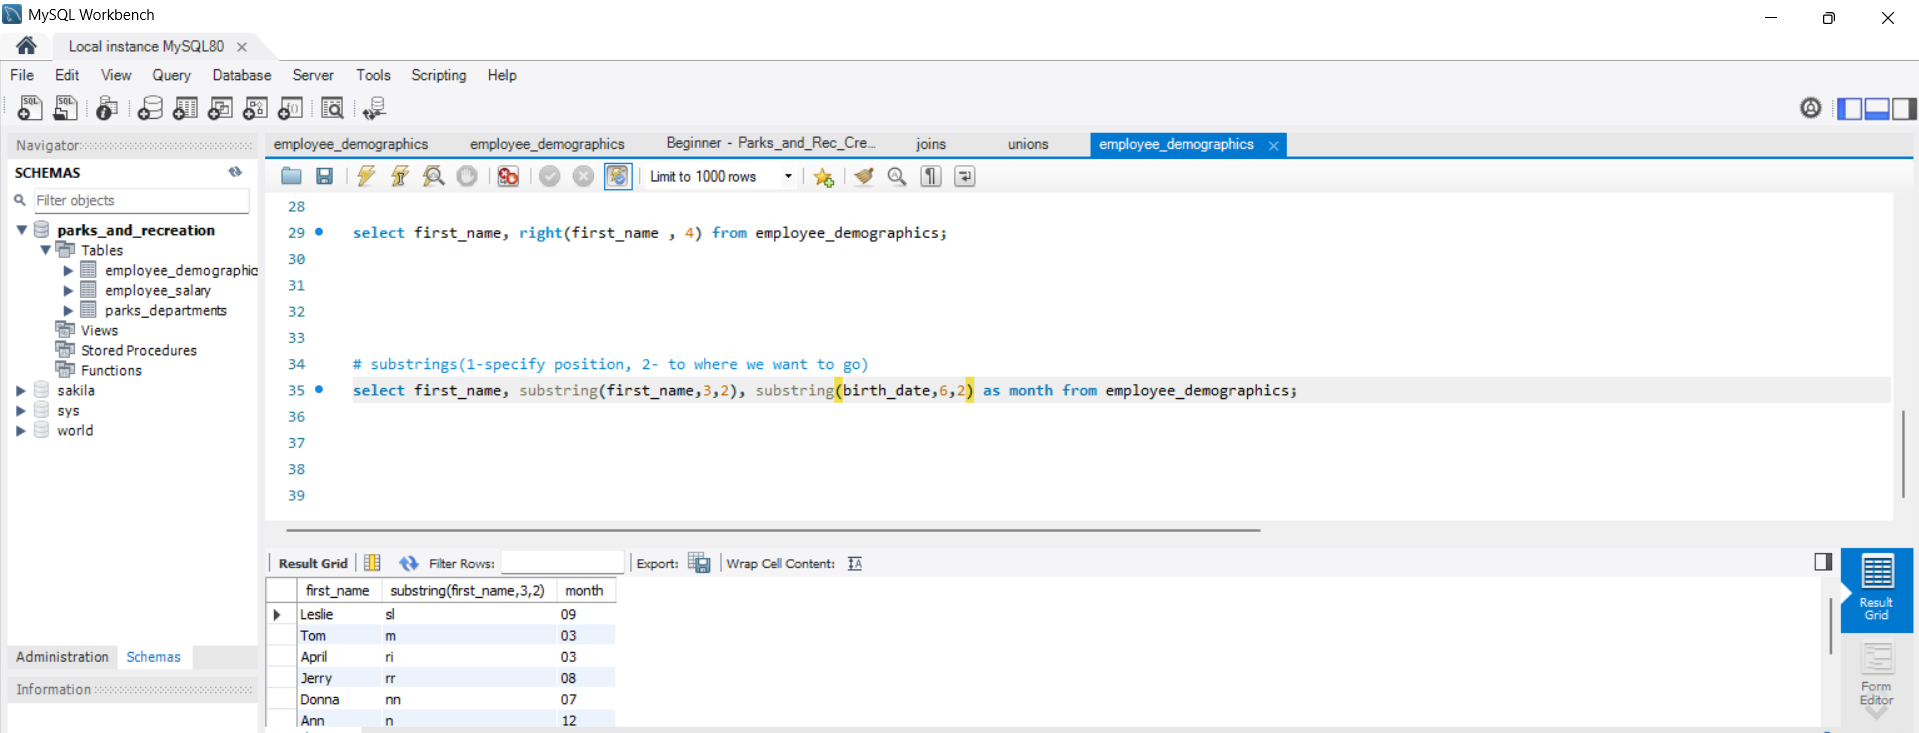 MySQL Workbench
Local instance MySQL80
File Edit View Query Database Server Tools Scripting Help
Navigator
SCHEMAS
Filter objects
parks_and_recreation
Tables
employee_demographic
employee_salary
parks_departments
Views
Stored Procedures
Functions
sakila
sys
world
Administration Schemas
Information
employee_demographics employee_demographics Beginner - Parks_and_Rec_Cre... joins unions employee_demographics
Limit to 1000 rows
28
29 select first_name, right(first_name , 4) from employee_demographics;
30
31
32
33
34 # substrings(1-specify position, 2- to where we want to go)
35 select first_name, substring(first_name,3,2), substring(birth_date,6,2) as month from employee_demographics;
36
37
38
39
Result Grid Filter Rows: Export: Wrap Cell Content:
first_name substring(first_name,3,2) month
Leslie sl 09
Tom m 03
April ri 03
Jerry rr 08
Donna nn 07
Ann n 12
Result
Grid
Form
Editor